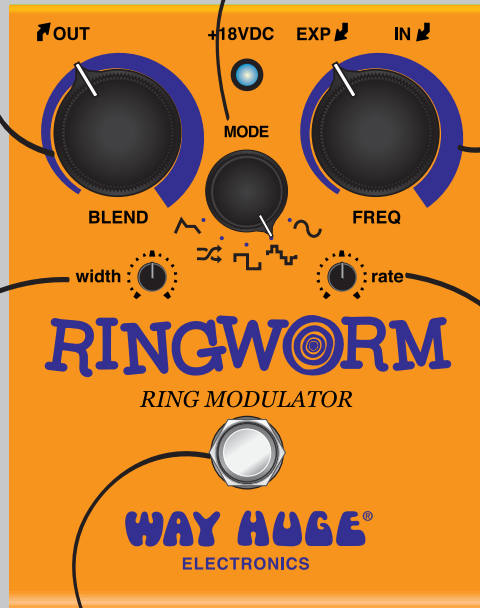 OUT +18VDC EXP IN
MODE
BLEND FREQ
width rate
RINGWORM
RING MODULATOR
WAY HUGE®
ELECTRONICS